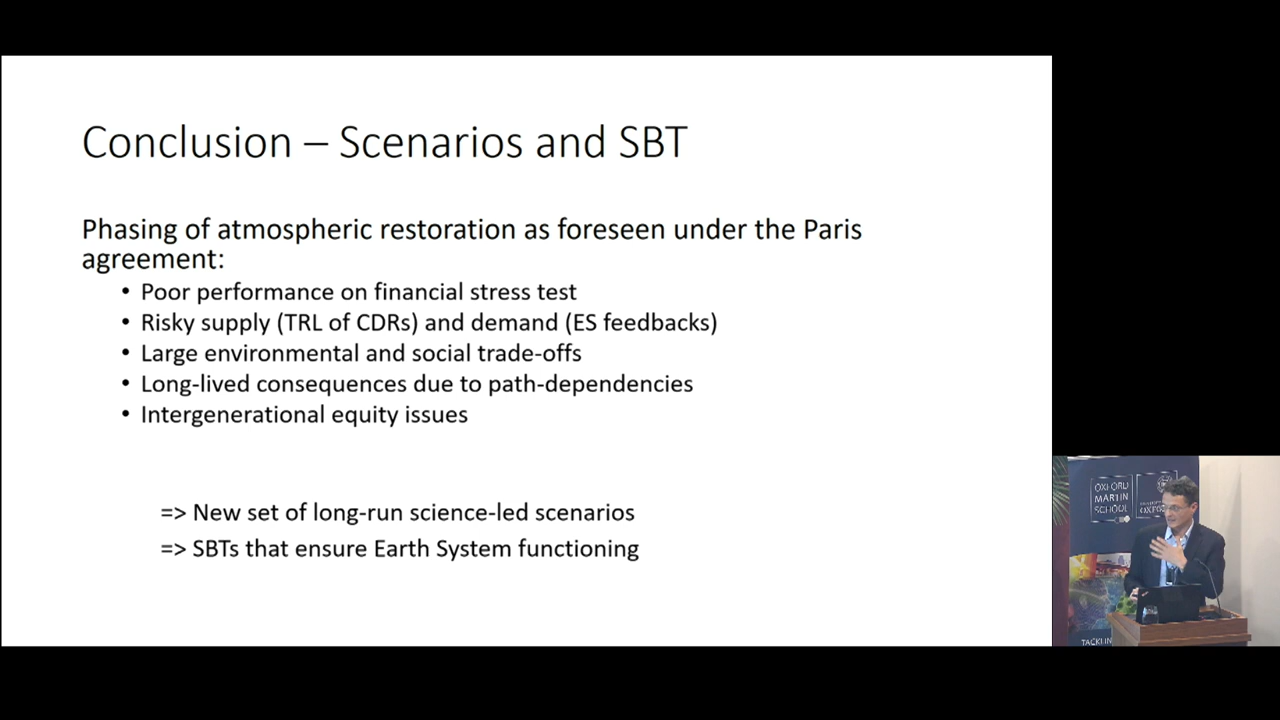 Conclusion – Scenarios and SBT
Phasing of atmospheric restoration as foreseen under the Paris
agreement:
• Poor performance on financial stress test
• Risky supply (TRL of CDRs) and demand (ES feedbacks)
• Large environmental and social trade-offs
• Long-lived consequences due to path-dependencies
• Intergenerational equity issues
=> New set of long-run science-led scenarios
=> SBTs that ensure Earth System functioning
OXFORD
MARTIN
SCHOOL